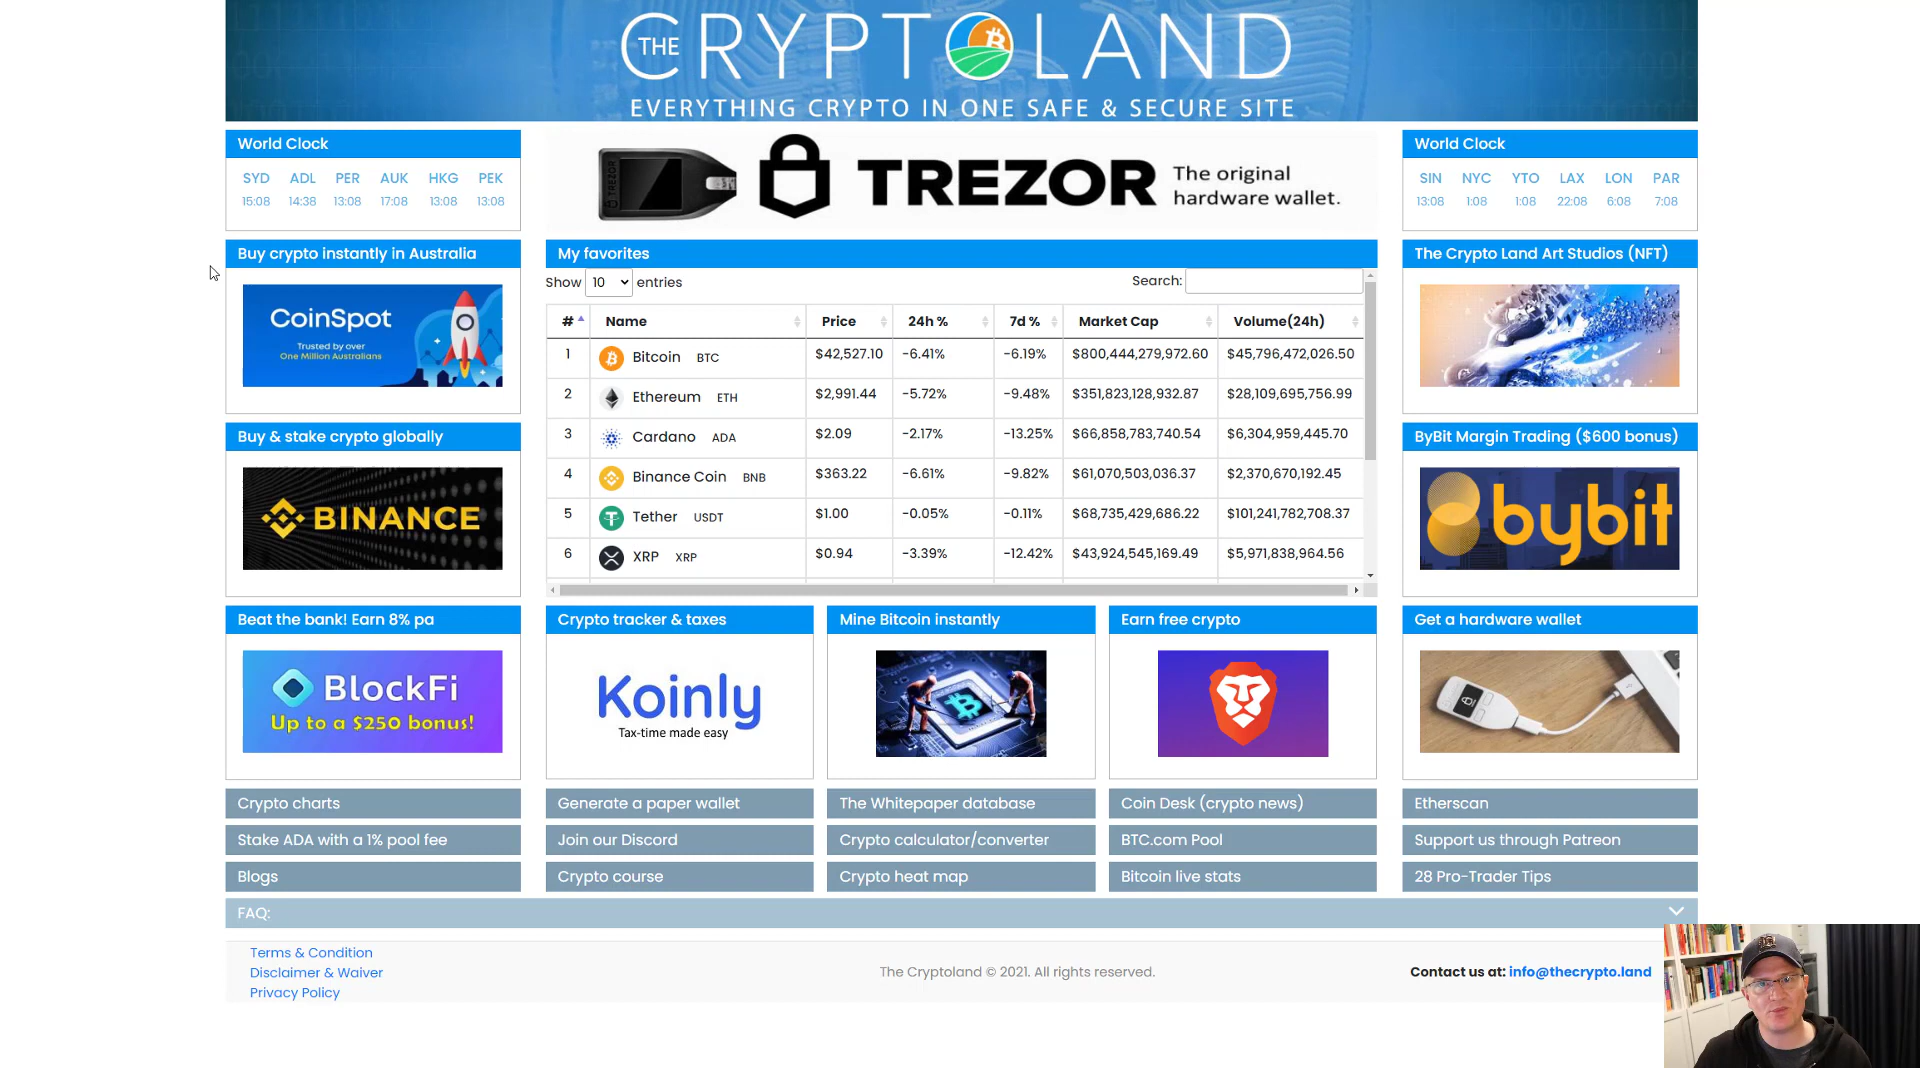 THE CRYPTOLAND
EVERYTHING CRYPTO IN ONE SAFE & SECURE SITE
World Clock
SYD ADL PER AUK HKG PEK
15:08 14:38 13:08 17:08 13:08 13:08
TREZOR
TREZOR The original
hardware wallet.
World Clock
SIN NYC YTO LAX LON PAR
13:08 1:08 1:08 22:08 6:08 7:08
Buy crypto instantly in Australia
CoinSpot
Trusted by over
One Million Australians
My favorites
Show 10 entries Search:
# Name Price 24h % 7d % Market Cap Volume(24h)
1 Bitcoin BTC $42,527.10 -6.41% -6.19% $800,444,279,972.60 $45,796,472,026.50
2 Ethereum ETH $2,991.44 -5.72% -9.48% $351,823,128,932.87 $28,109,695,756.99
3 Cardano ADA $2.09 -2.17% -13.25% $66,858,783,740.54 $6,304,959,445.70
4 Binance Coin BNB $363.22 -6.61% -9.82% $61,070,503,036.37 $2,370,670,192.45
5 Tether USDT $1.00 -0.05% -0.11% $68,735,429,686.22 $101,241,782,708.37
6 XRP XRP $0.94 -3.39% -12.42% $43,924,545,169.49 $5,971,838,964.56
The Crypto Land Art Studios (NFT)
Buy & stake crypto globally
BINANCE
ByBit Margin Trading ($600 bonus)
bybit
Beat the bank! Earn 8% pa
BlockFi
Up to a $250 bonus!
Crypto tracker & taxes
Koinly
Tax-time made easy
Mine Bitcoin instantly
Earn free crypto
Get a hardware wallet
Crypto charts
Generate a paper wallet
The Whitepaper database
Coin Desk (crypto news)
Etherscan
Stake ADA with a 1% pool fee
Join our Discord
Crypto calculator/converter
BTC.com Pool
Support us through Patreon
Blogs
Crypto course
Crypto heat map
Bitcoin live stats
28 Pro-Trader Tips
FAQ:
Terms & Condition
Disclaimer & Waiver
Privacy Policy
The Cryptoland © 2021. All rights reserved.
Contact us at: info@thecrypto.land